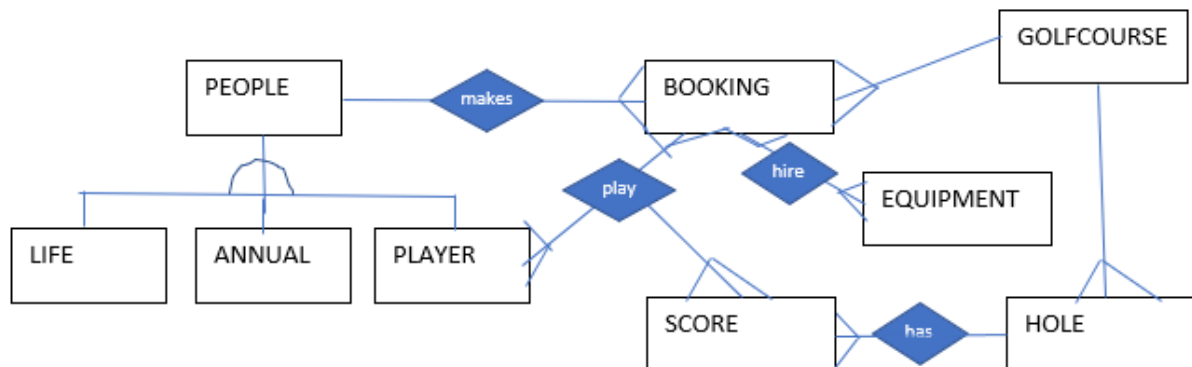 GOLFCOURSE
PEOPLE
makes
BOOKING
play
hire
EQUIPMENT
LIFE
ANNUAL
PLAYER
SCORE
has
HOLE